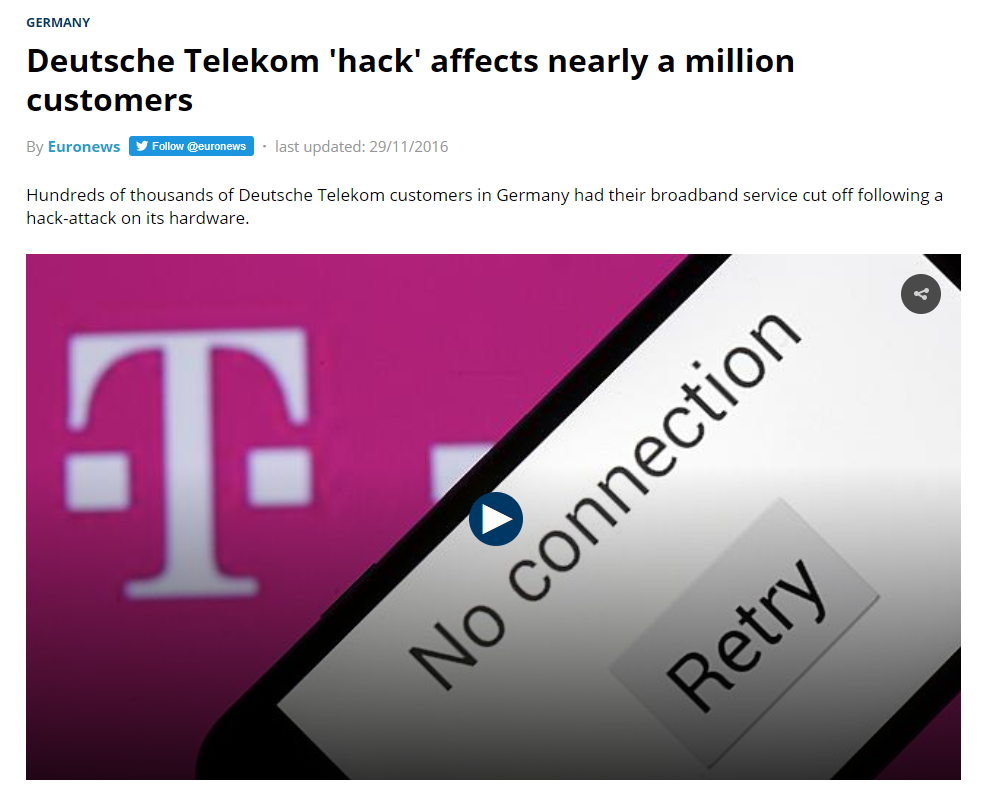 GERMANY
Deutsche Telekom 'hack' affects nearly a million
customers
By Euronews Follow @euronews · last updated: 29/11/2016
Hundreds of thousands of Deutsche Telekom customers in Germany had their broadband service cut off following a
hack-attack on its hardware.
T
No connection
Retry